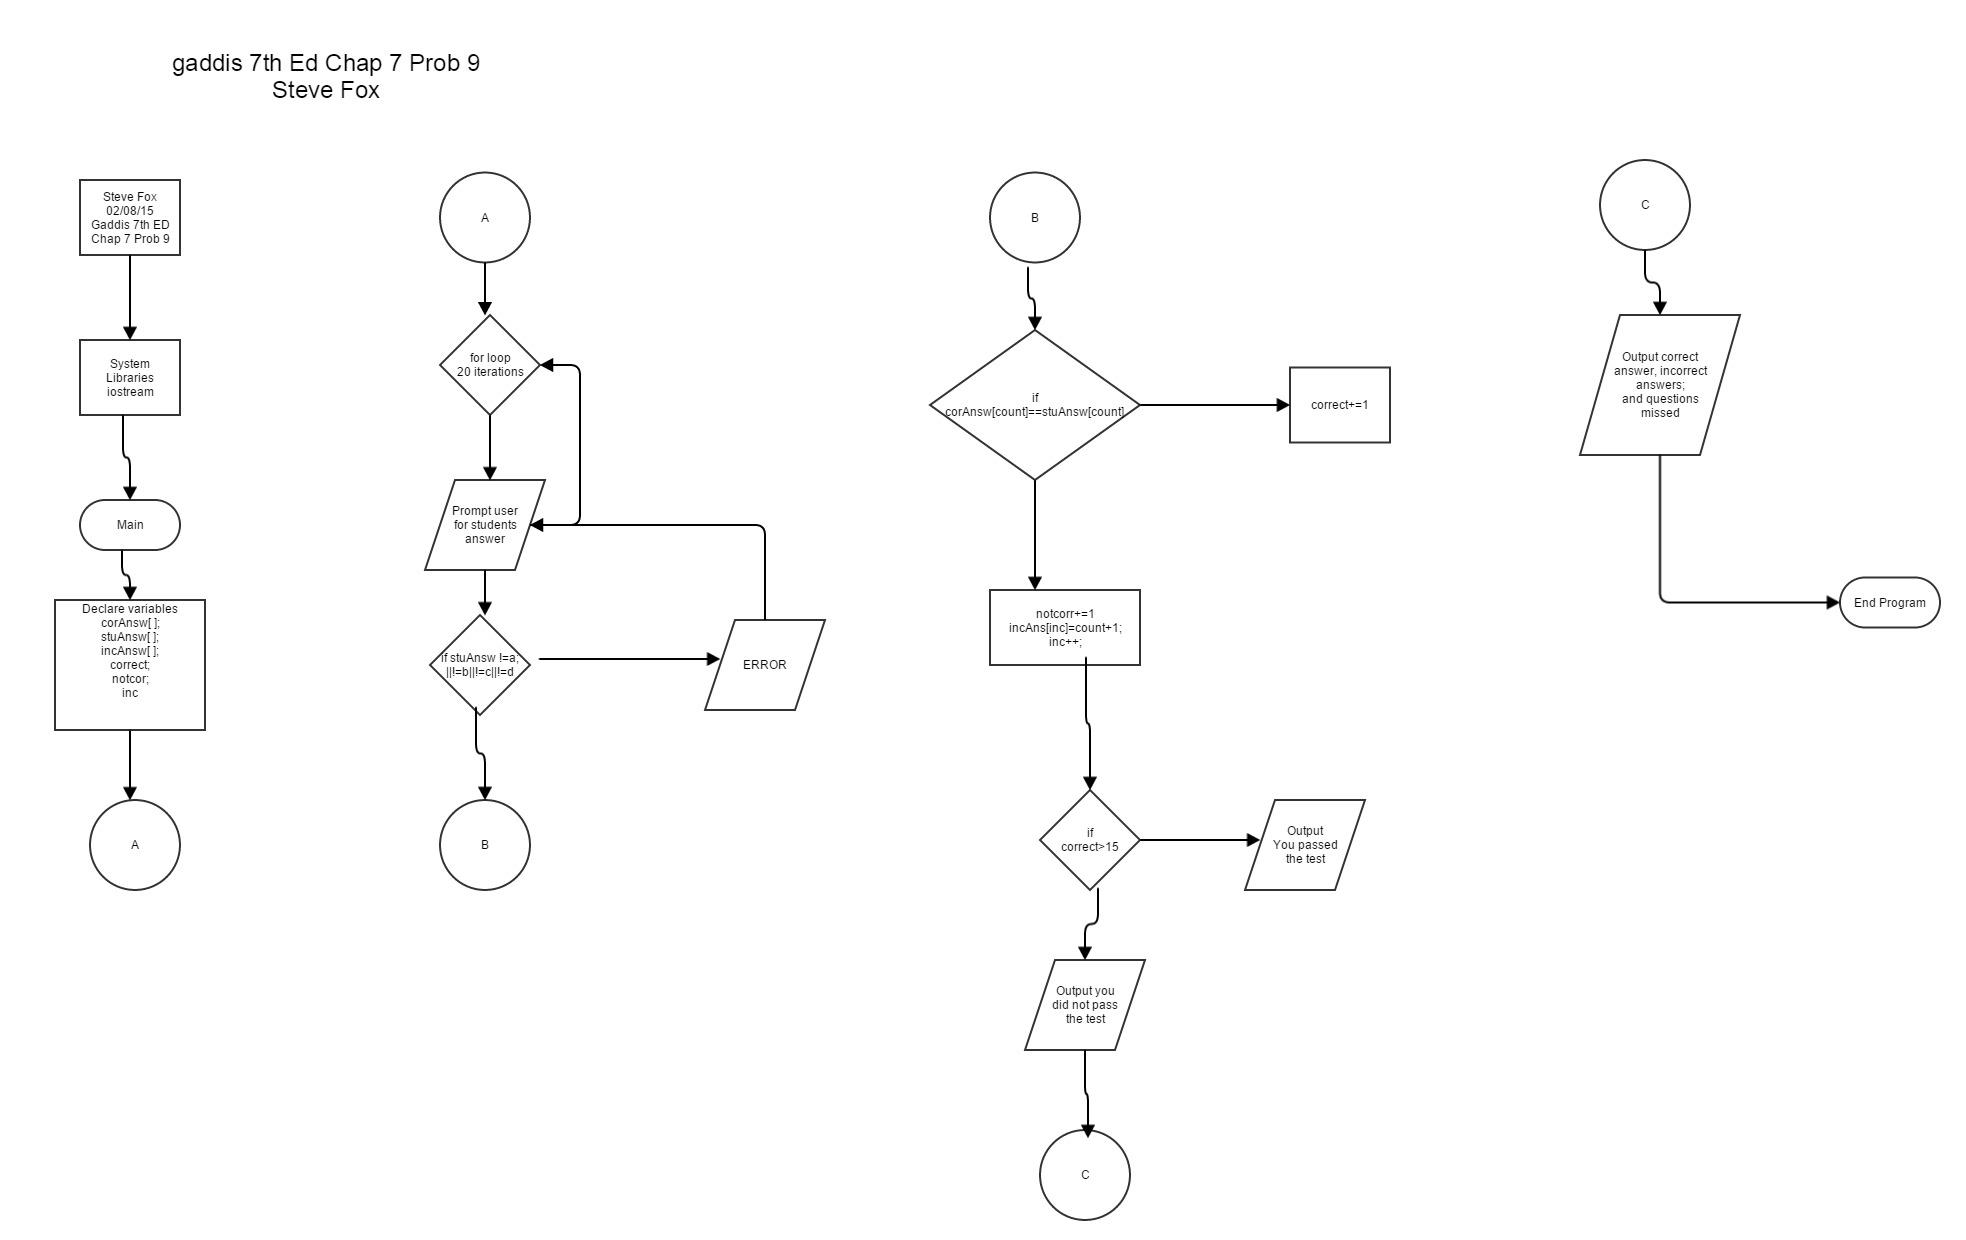 gaddis 7th Ed Chap 7 Prob 9
Steve Fox
Steve Fox
02/08/15
Gaddis 7th ED
Chap 7 Prob 9
System
Libraries
iostream
Main
Declare variables
corAnsw[ ];
stuAnsw[ ];
incAnsw[ ];
correct;
notcor;
inc
A
A
for loop
20 iterations
Prompt user
for students
answer
if stuAnsw !=a;
||!=b||!=c||!=d
ERROR
B
B
if
corAnsw[count]==stuAnsw[count]
correct+=1
notcorr+=1
incAns[inc]=count+1;
inc++;
if
correct>15
Output
You passed
the test
Output you
did not pass
the test
C
C
Output correct
answer, incorrect
answers;
and questions
missed
End Program